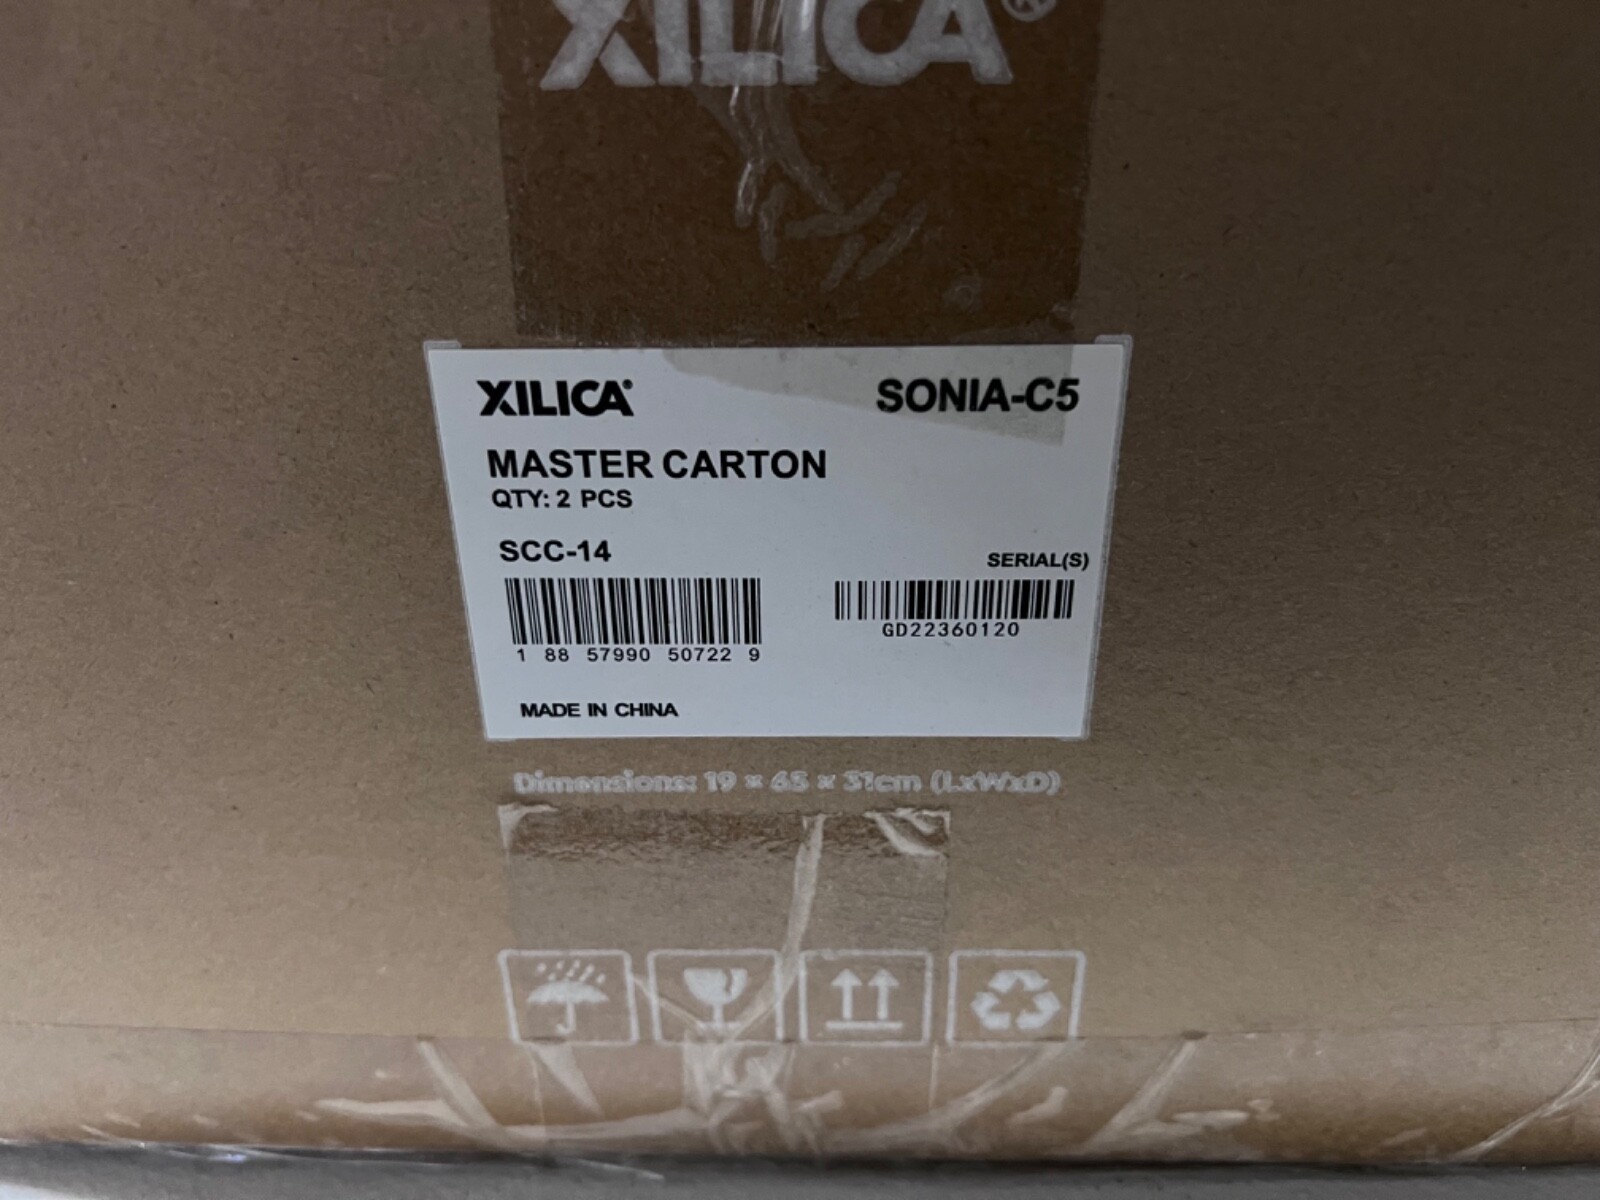 XILICA®
XILICA®
SONIA-C5
MASTER CARTON
QTY: 2 PCS
SCC-14
SERIAL(S)
1 88 57990 50722 9
GD22360120
MADE IN CHINA
Dimensions: 19 × 65 × 31cm (LxWxD)